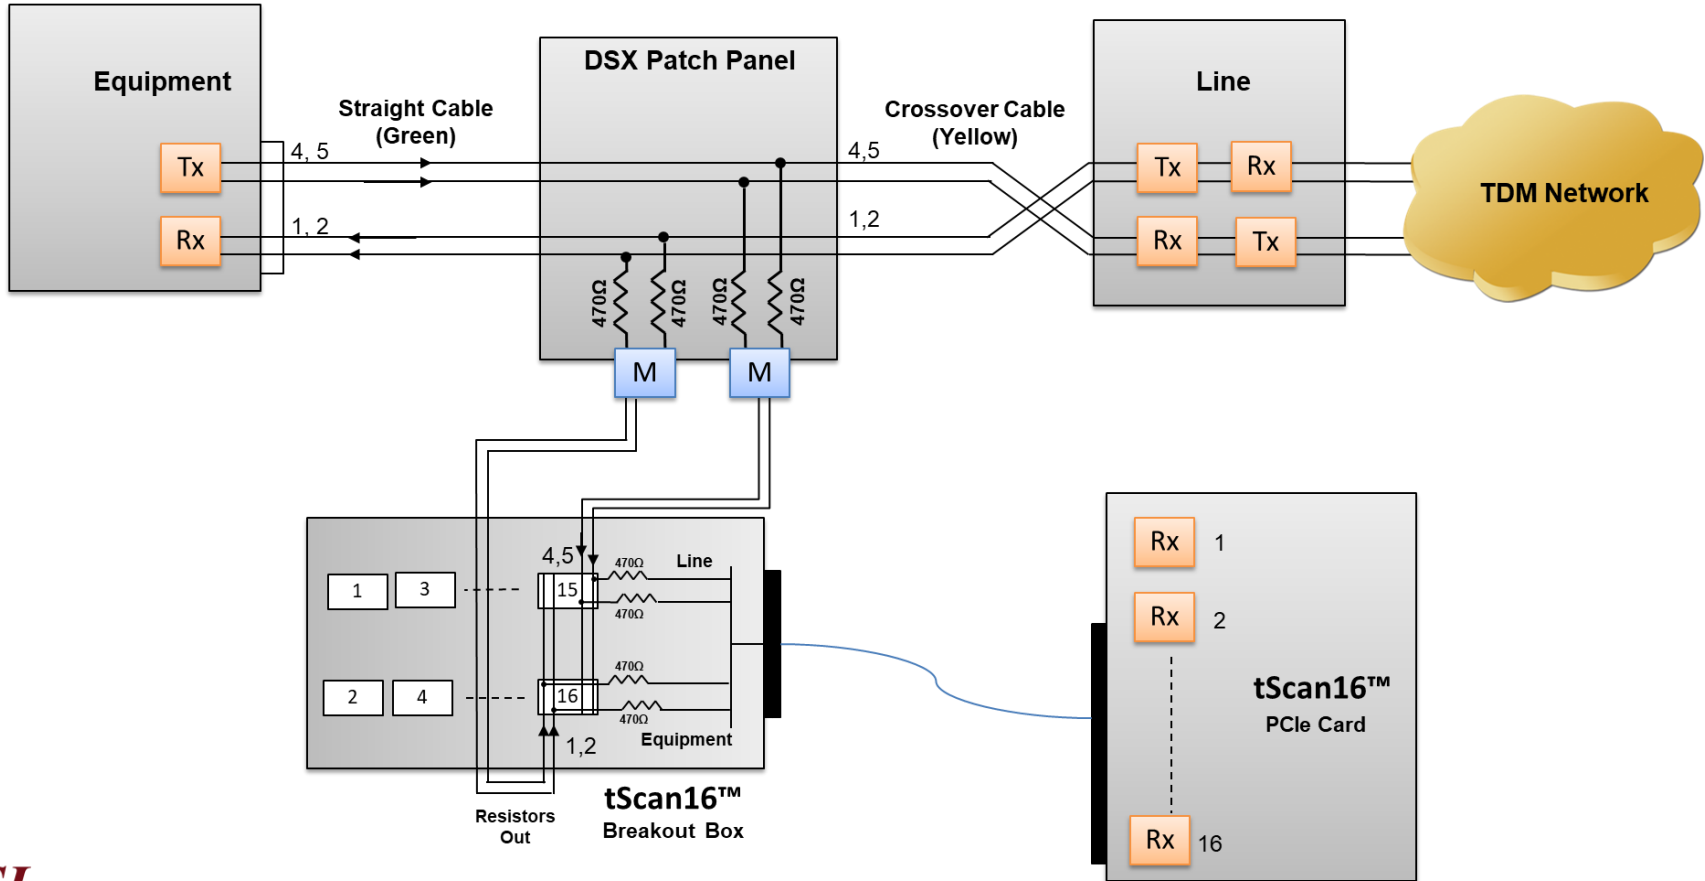 Equipment
DSX Patch Panel
Line
Straight Cable
(Green)
Crossover Cable
(Yellow)
TDM Network
Tx
4, 5
4,5
Tx
Rx
Rx
1, 2
1,2
Rx
Tx
470Ω
470Ω
470Ω
470Ω
M
M
4,5
470Ω
Line
1
3
15
470Ω
470Ω
2
4
16
470Ω
1,2
Equipment
Resistors
Out
tScan16™
Breakout Box
Rx
1
Rx
2
tScan16™
PCIe Card
Rx
16